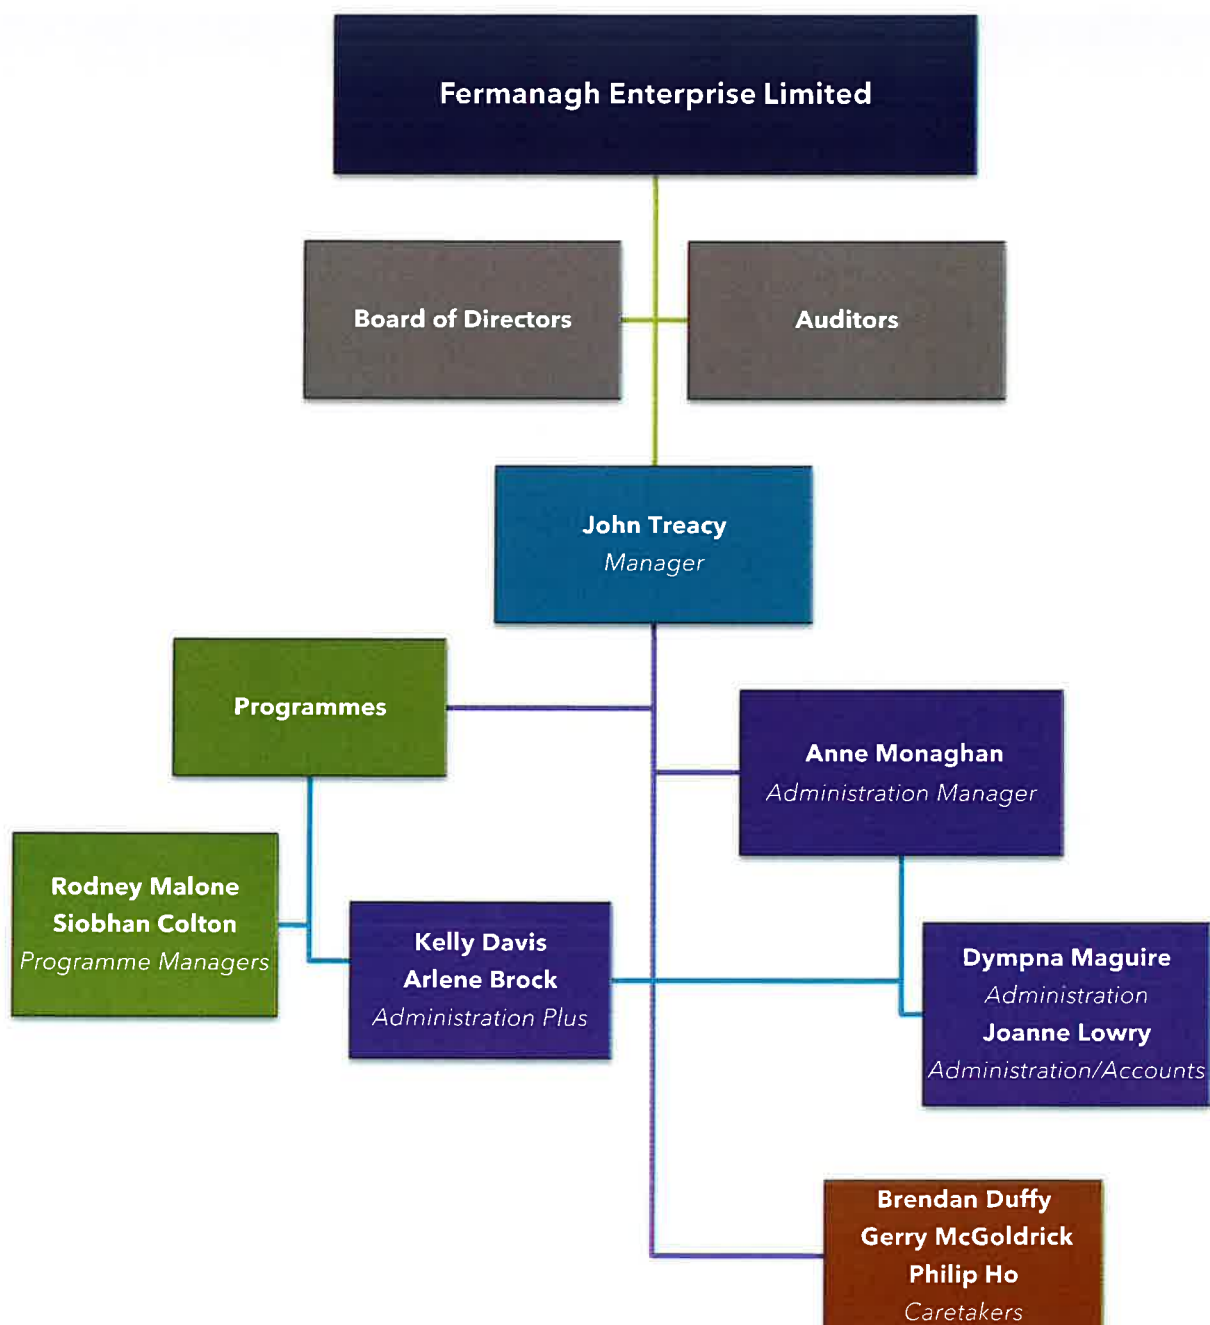 Fermanagh Enterprise Limited
Board of Directors
Auditors
John Treacy
Manager
Programmes
Anne Monaghan
Administration Manager
Rodney Malone
Siobhan Colton
Programme Managers
Kelly Davis
Arlene Brock
Administration Plus
Dympna Maguire
Administration
Joanne Lowry
Administration/Accounts
Brendan Duffy
Gerry McGoldrick
Philip Ho
Caretakers